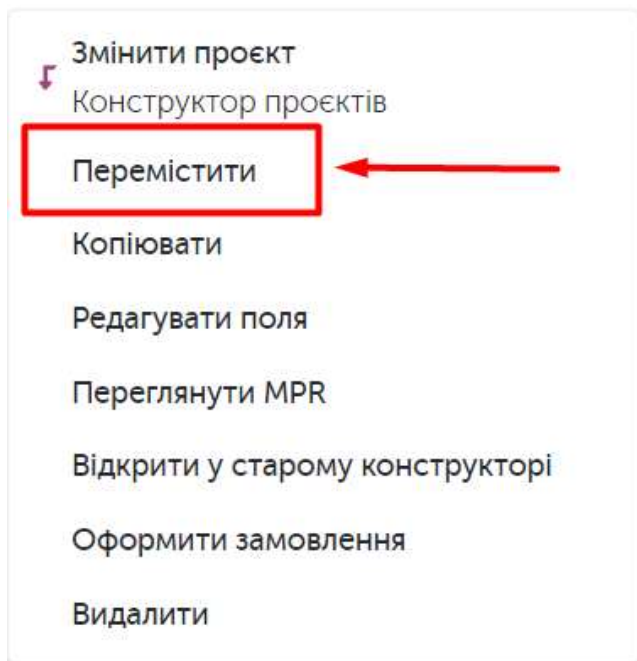 Змінити проєкт
Конструктор проєктів
Перемістити
Копіювати
Редагувати поля
Переглянути MPR
Відкрити у старому конструкторі
Оформити замовлення
Видалити